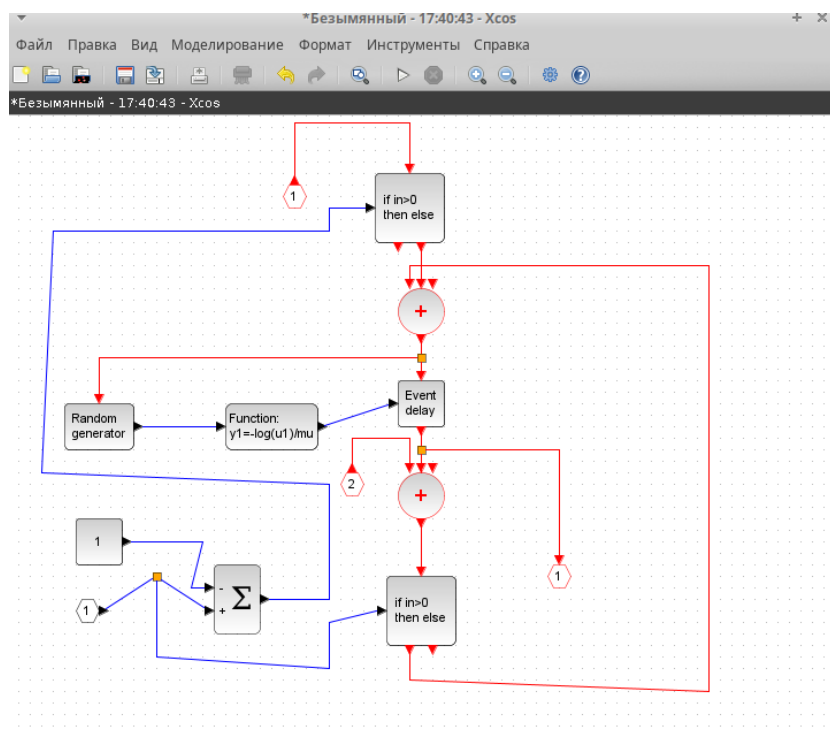 *Безымянный - 17:40:43 - Xcos
Файл Правка Вид Моделирование Формат Инструменты Справка
*Безымянный - 17:40:43 - Xcos
1
if in>0
then else
+
Random
generator
Function:
y1=-log(u1)/mu
Event
delay
2
+
1
1
1
-
+
Σ
if in>0
then else